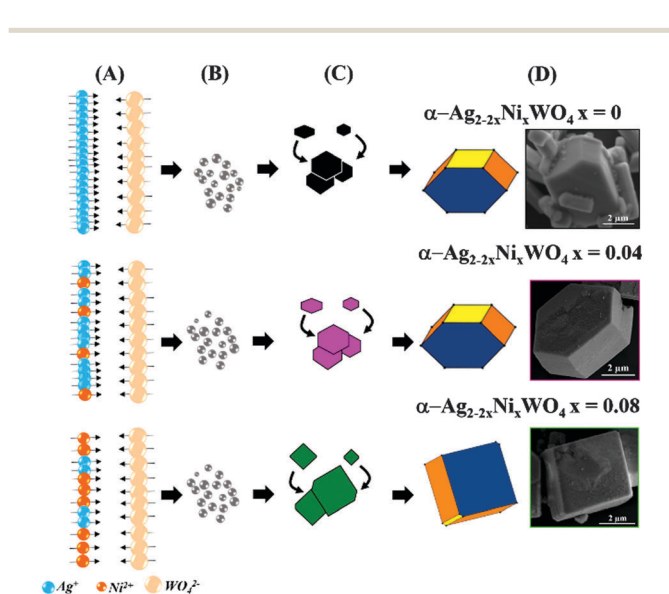 (A) (B) (C) (D)
α–Ag₂₋₂ₓNiₓWO₄ x = 0
2 µm
α–Ag₂₋₂ₓNiₓWO₄ x = 0.04
2 µm
α–Ag₂₋₂ₓNiₓWO₄ x = 0.08
2 µm
Ag⁺ Ni²⁺ WO₄²⁻